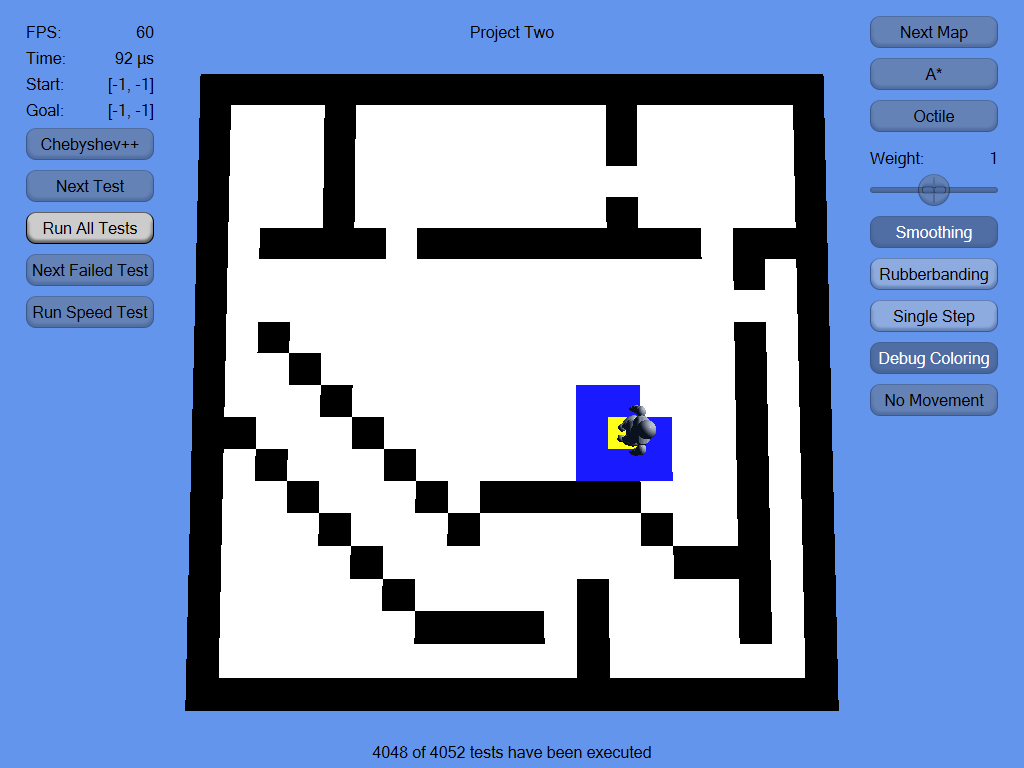 FPS: 60
Time: 92 µs
Start: [-1, -1]
Goal: [-1, -1]
Chebyshev++
Next Test
Run All Tests
Next Failed Test
Run Speed Test
Project Two
Next Map
A*
Octile
Weight: 1
Smoothing
Rubberbanding
Single Step
Debug Coloring
No Movement
4048 of 4052 tests have been executed